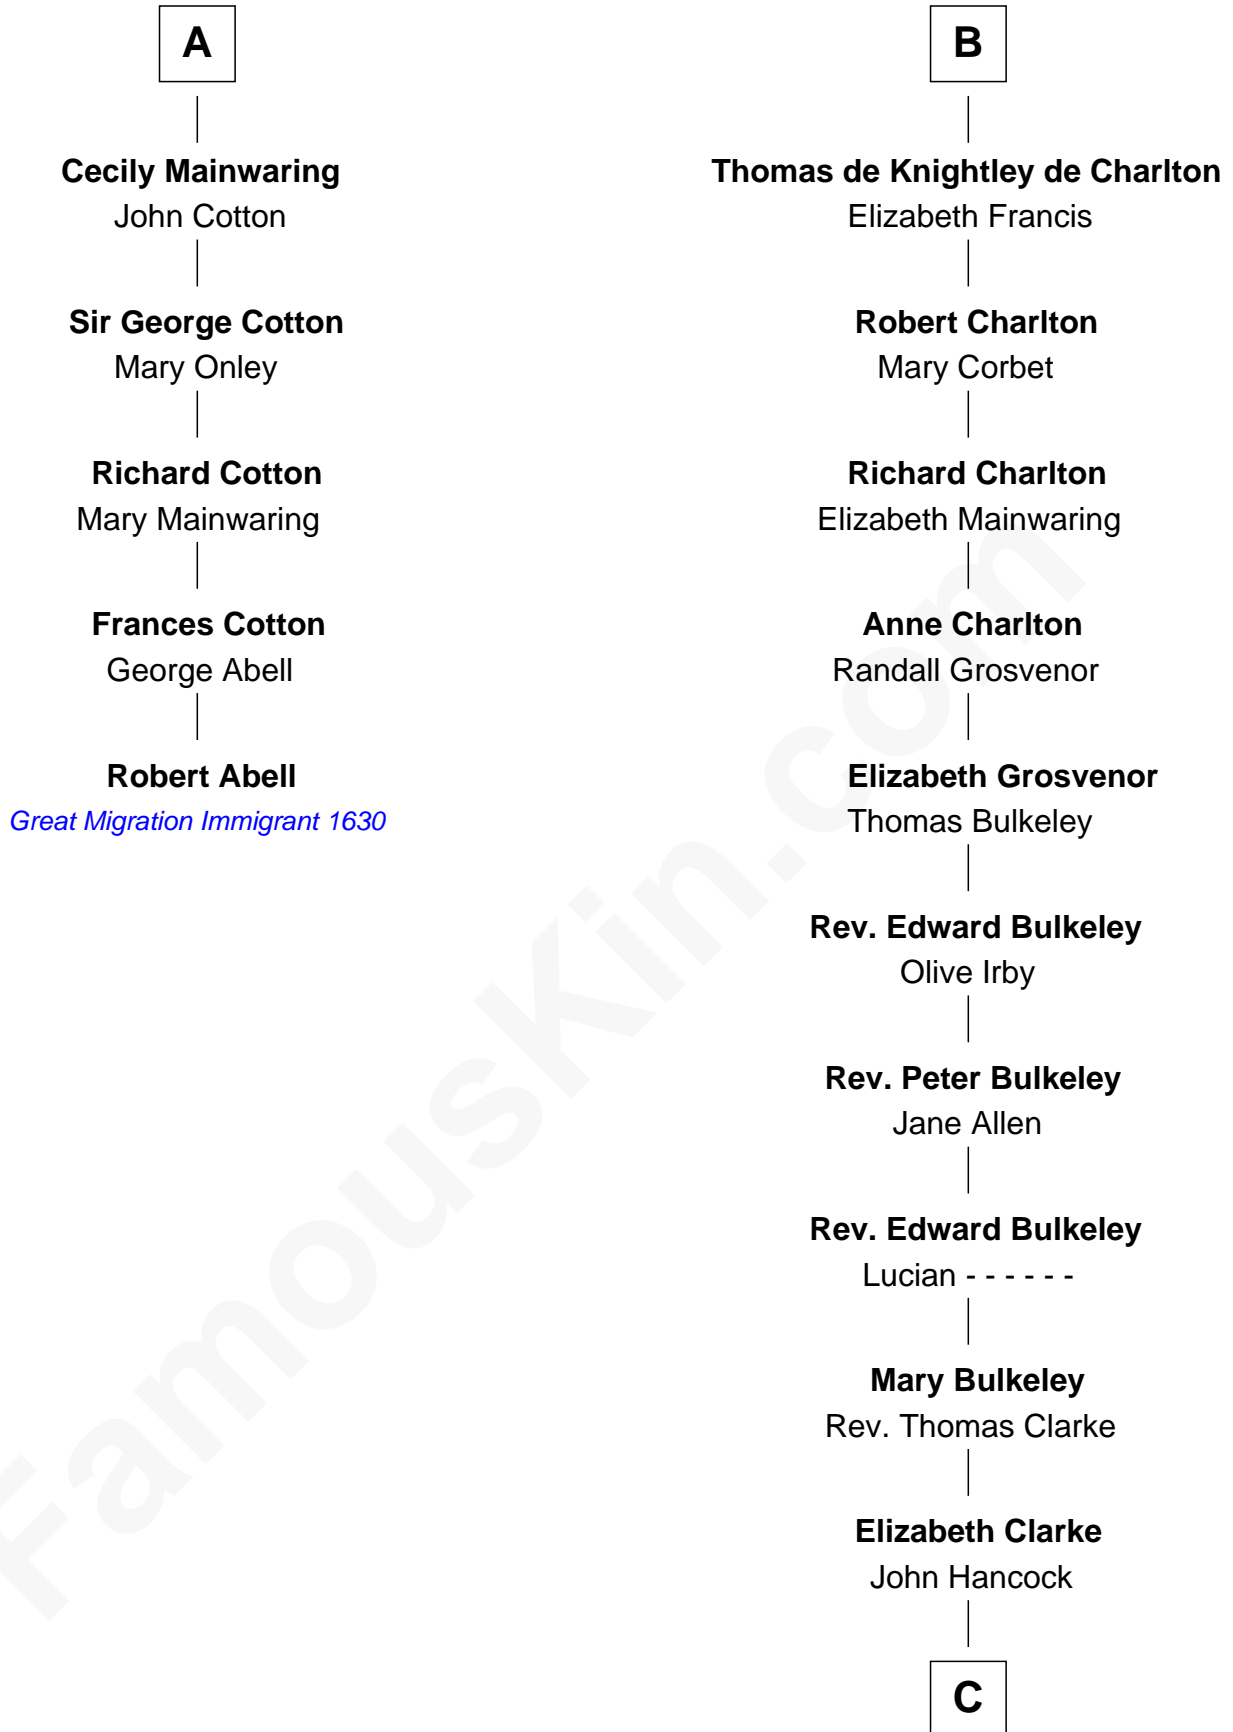 A
Cecily Mainwaring
John Cotton
Sir George Cotton
Mary Onley
Richard Cotton
Mary Mainwaring
Frances Cotton
George Abell
Robert Abell
Great Migration Immigrant 1630
B
Thomas de Knightley de Charlton
Elizabeth Francis
Robert Charlton
Mary Corbet
Richard Charlton
Elizabeth Mainwaring
Anne Charlton
Randall Grosvenor
Elizabeth Grosvenor
Thomas Bulkeley
Rev. Edward Bulkeley
Olive Irby
Rev. Peter Bulkeley
Jane Allen
Rev. Edward Bulkeley
Lucian - - - - - -
Mary Bulkeley
Rev. Thomas Clarke
Elizabeth Clarke
John Hancock
C
FamousKin.com